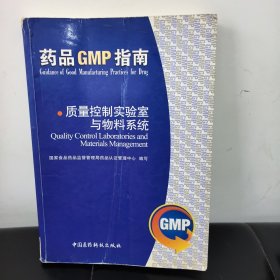 药品 GMP 指南
Guidance of Good Manufacturing Practices for Drug
质量控制实验室
与物料系统
Quality Control Laboratories and
Materials Management
国家食品药品监督管理局药品认证管理中心 编写
GMP
中国医药科技出版社